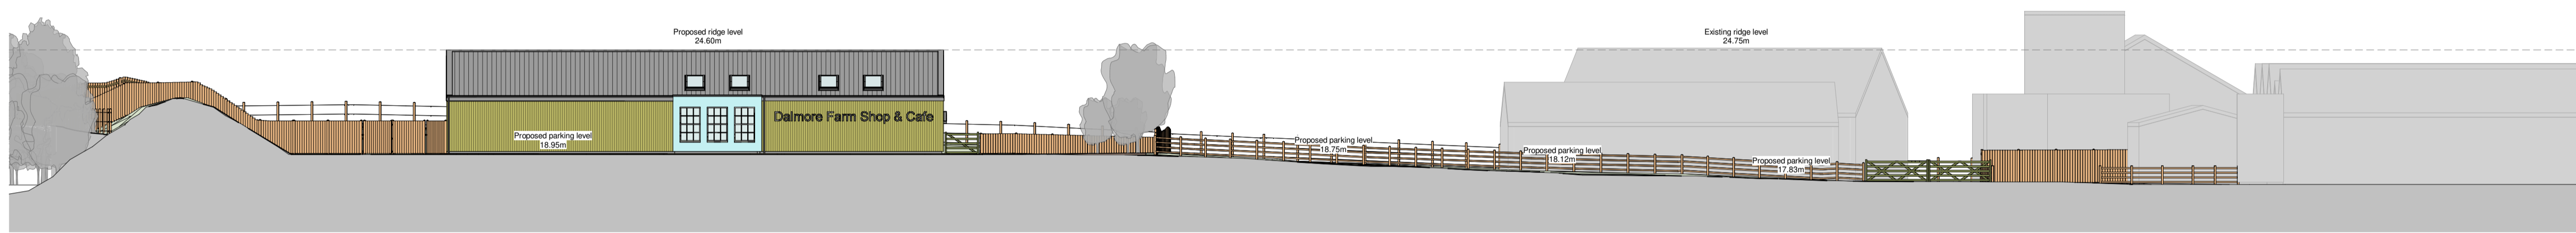 Proposed ridge level
24.60m
Existing ridge level
24.75m
Dalmore Farm Shop & Cafe
Proposed parking level
18.95m
Proposed parking level
18.75m
Proposed parking level
18.12m
Proposed parking level
17.83m